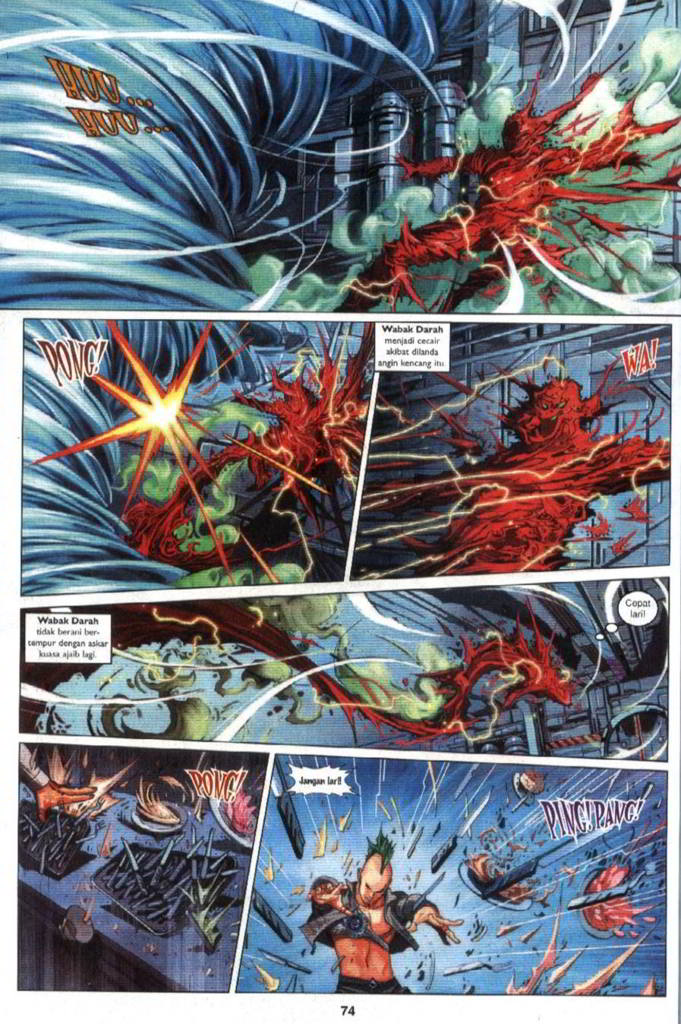 HUU...
HUU...
PONG!
Wabak Darah
menjadi cecair
akibat dilanda
angin kencang itu.
WA!
Wabak Darah
tidak berani ber-
tempur dengan askar
kuasa ajaib lagi.
Cepat
lari!
PONG!
Jangan lari!
PING! PANG!
74